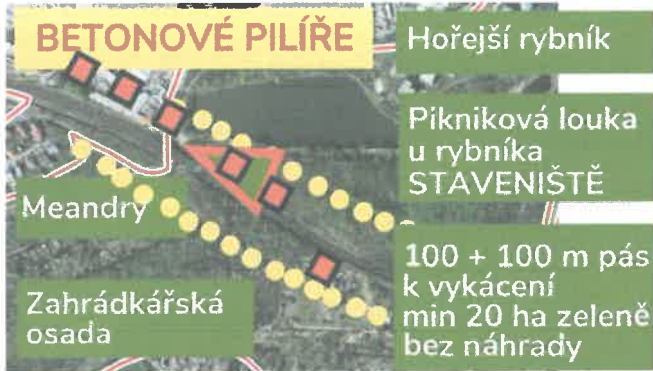 BETONOVÉ PILÍŘE
Hořejší rybník
Pikniková louka
u rybníka
STAVENIŠTĚ
Meandry
100 + 100 m pás
k vykácení
min 20 ha zeleně
bez náhrady
Zahrádkářská
osada